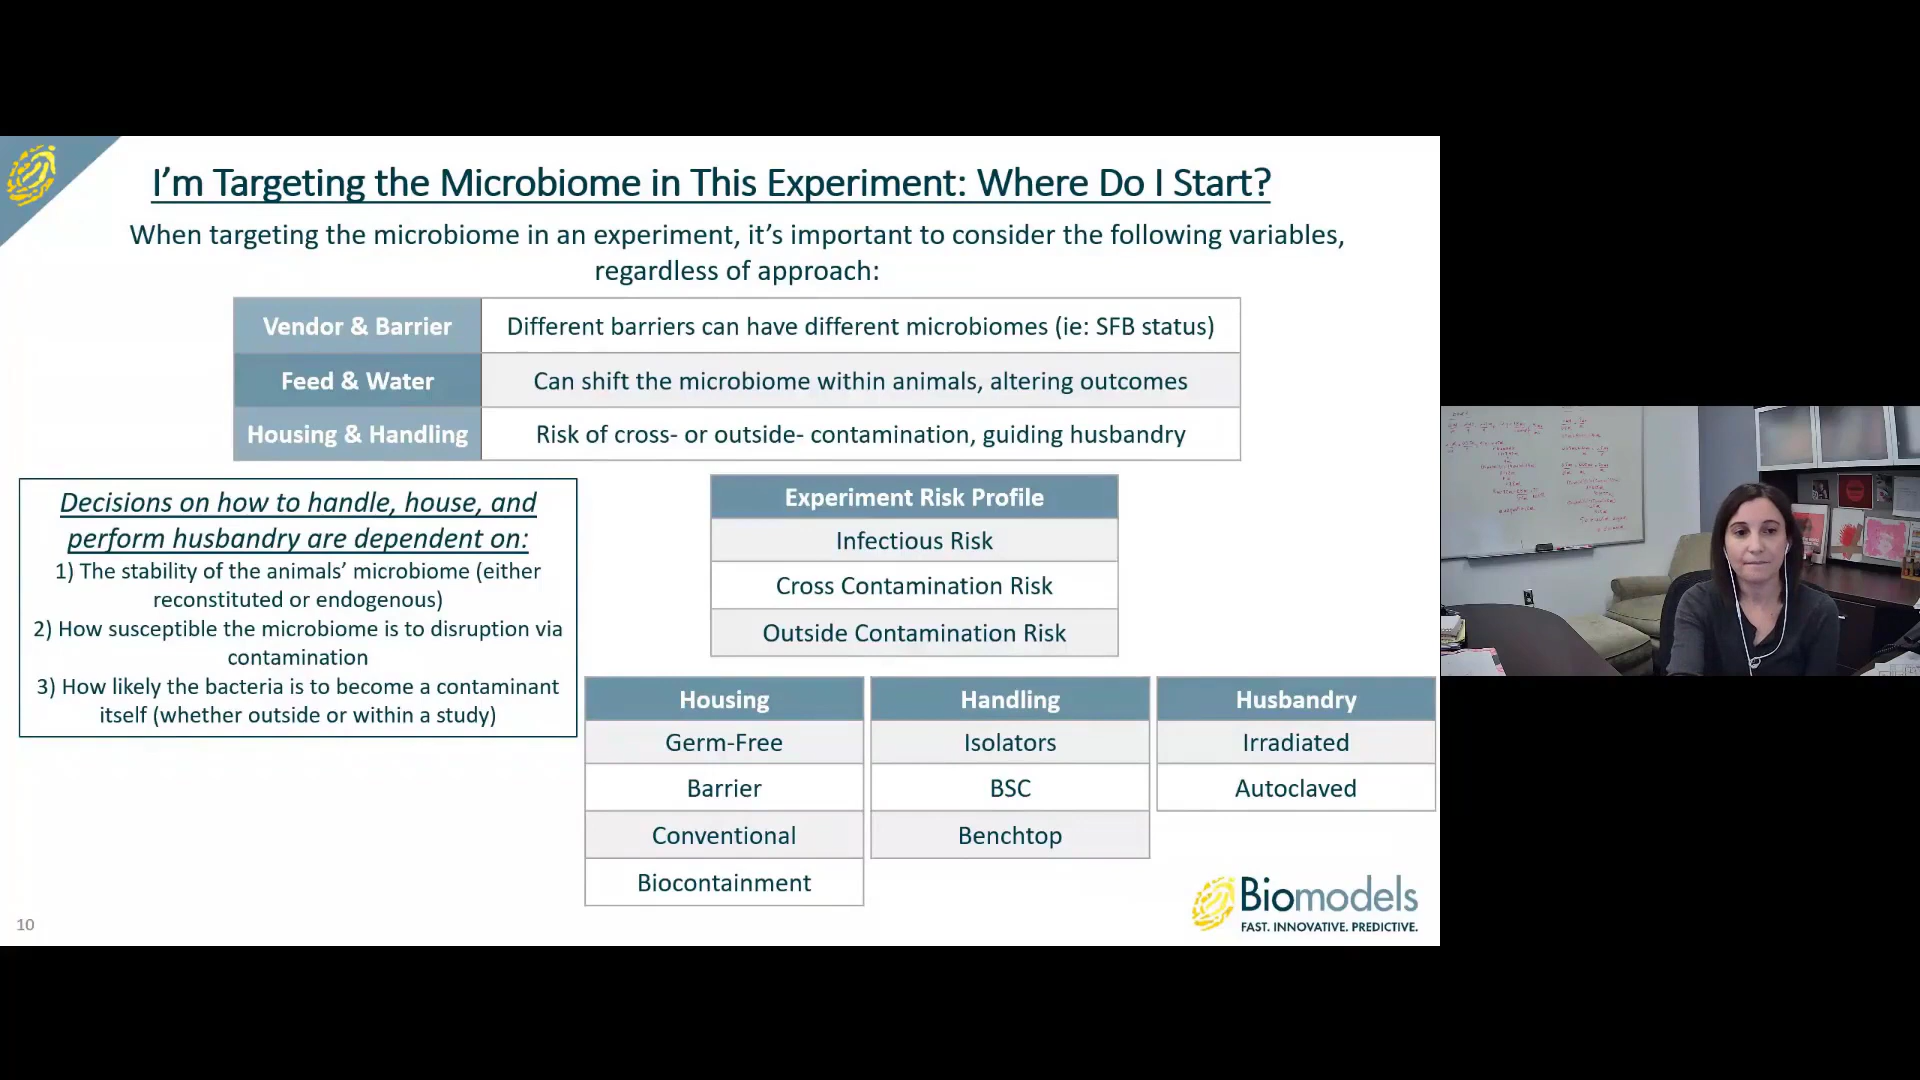 I'm Targeting the Microbiome in This Experiment: Where Do I Start?
When targeting the microbiome in an experiment, it's important to consider the following variables,
regardless of approach:
Vendor & Barrier
Different barriers can have different microbiomes (ie: SFB status)
Feed & Water
Can shift the microbiome within animals, altering outcomes
Housing & Handling
Risk of cross- or outside- contamination, guiding husbandry
Decisions on how to handle, house, and
perform husbandry are dependent on:
1) The stability of the animals' microbiome (either
reconstituted or endogenous)
2) How susceptible the microbiome is to disruption via
contamination
3) How likely the bacteria is to become a contaminant
itself (whether outside or within a study)
Experiment Risk Profile
Infectious Risk
Cross Contamination Risk
Outside Contamination Risk
Housing
Germ-Free
Barrier
Conventional
Biocontainment
Handling
Isolators
BSC
Benchtop
Husbandry
Irradiated
Autoclaved
Biomodels
FAST. INNOVATIVE. PREDICTIVE.
10